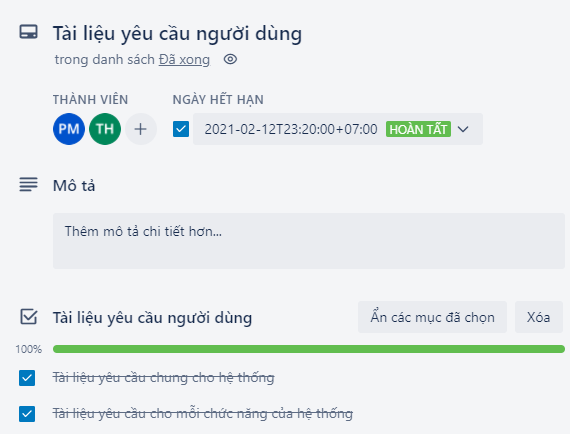 Tài liệu yêu cầu người dùng
trong danh sách Đã xong
THÀNH VIÊN NGÀY HẾT HẠN
PM TH + 2021-02-12T23:20:00+07:00 HOÀN TẤT
Mô tả
Thêm mô tả chi tiết hơn...
Tài liệu yêu cầu người dùng Ẩn các mục đã chọn Xóa
100%
Tài liệu yêu cầu chung cho hệ thống
Tài liệu yêu cầu cho mỗi chức năng của hệ thống